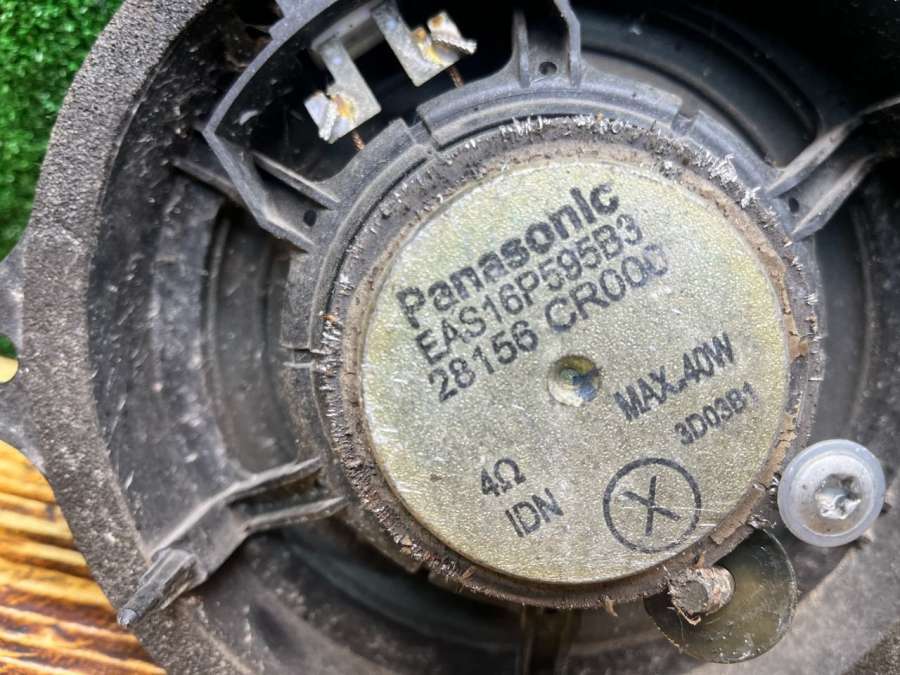 Panasonic
EAS16P595B3
28156 CR000
MAX.40W
3D03B1
4Ω
IDN
X